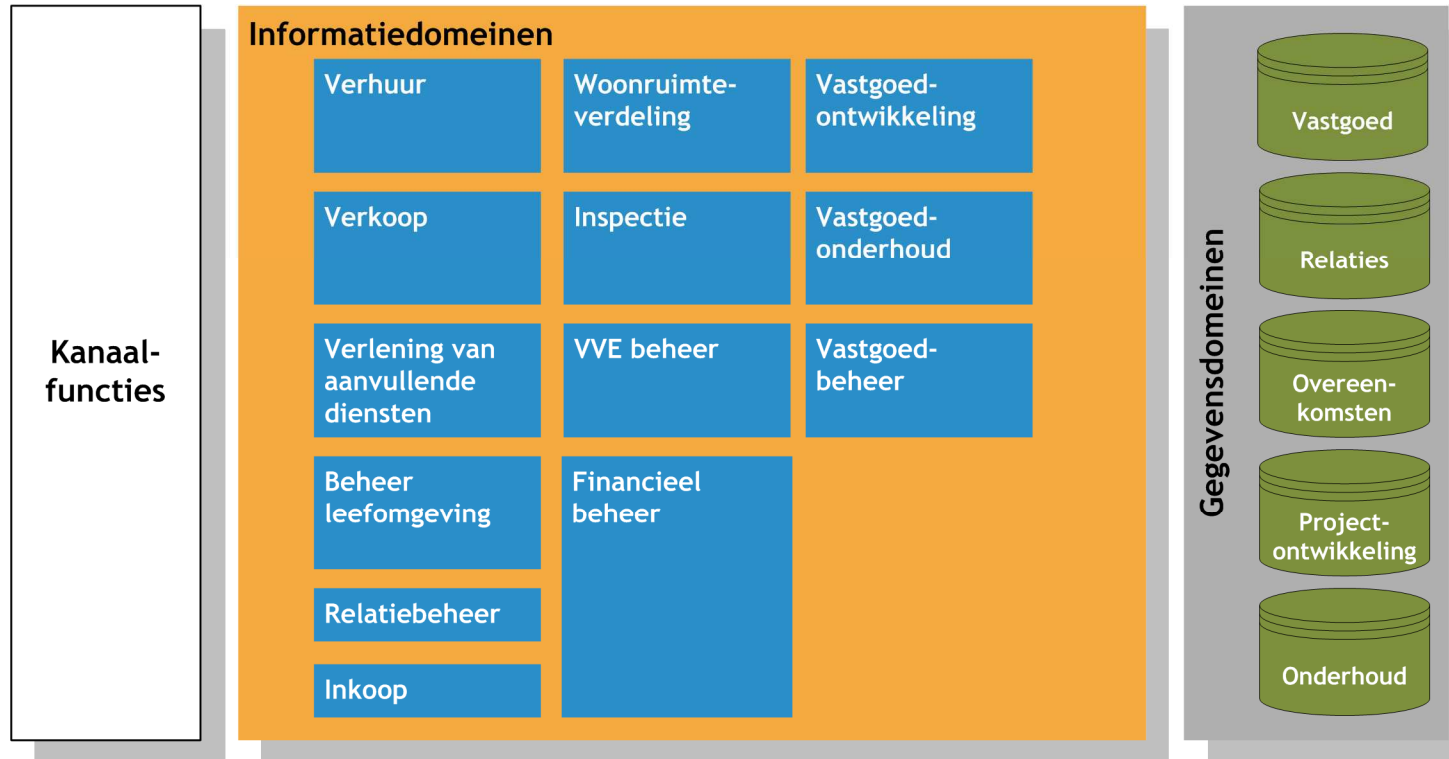 Kanaal-
functies
Informatiedomeinen
Verhuur
Woonruimte-
verdeling
Vastgoed-
ontwikkeling
Verkoop
Inspectie
Vastgoed-
onderhoud
Verlening van
aanvullende
diensten
VVE beheer
Vastgoed-
beheer
Beheer
leefomgeving
Financieel
beheer
Relatiebeheer
Inkoop
Gegevensdomeinen
Vastgoed
Relaties
Overeen-
komsten
Project-
ontwikkeling
Onderhoud